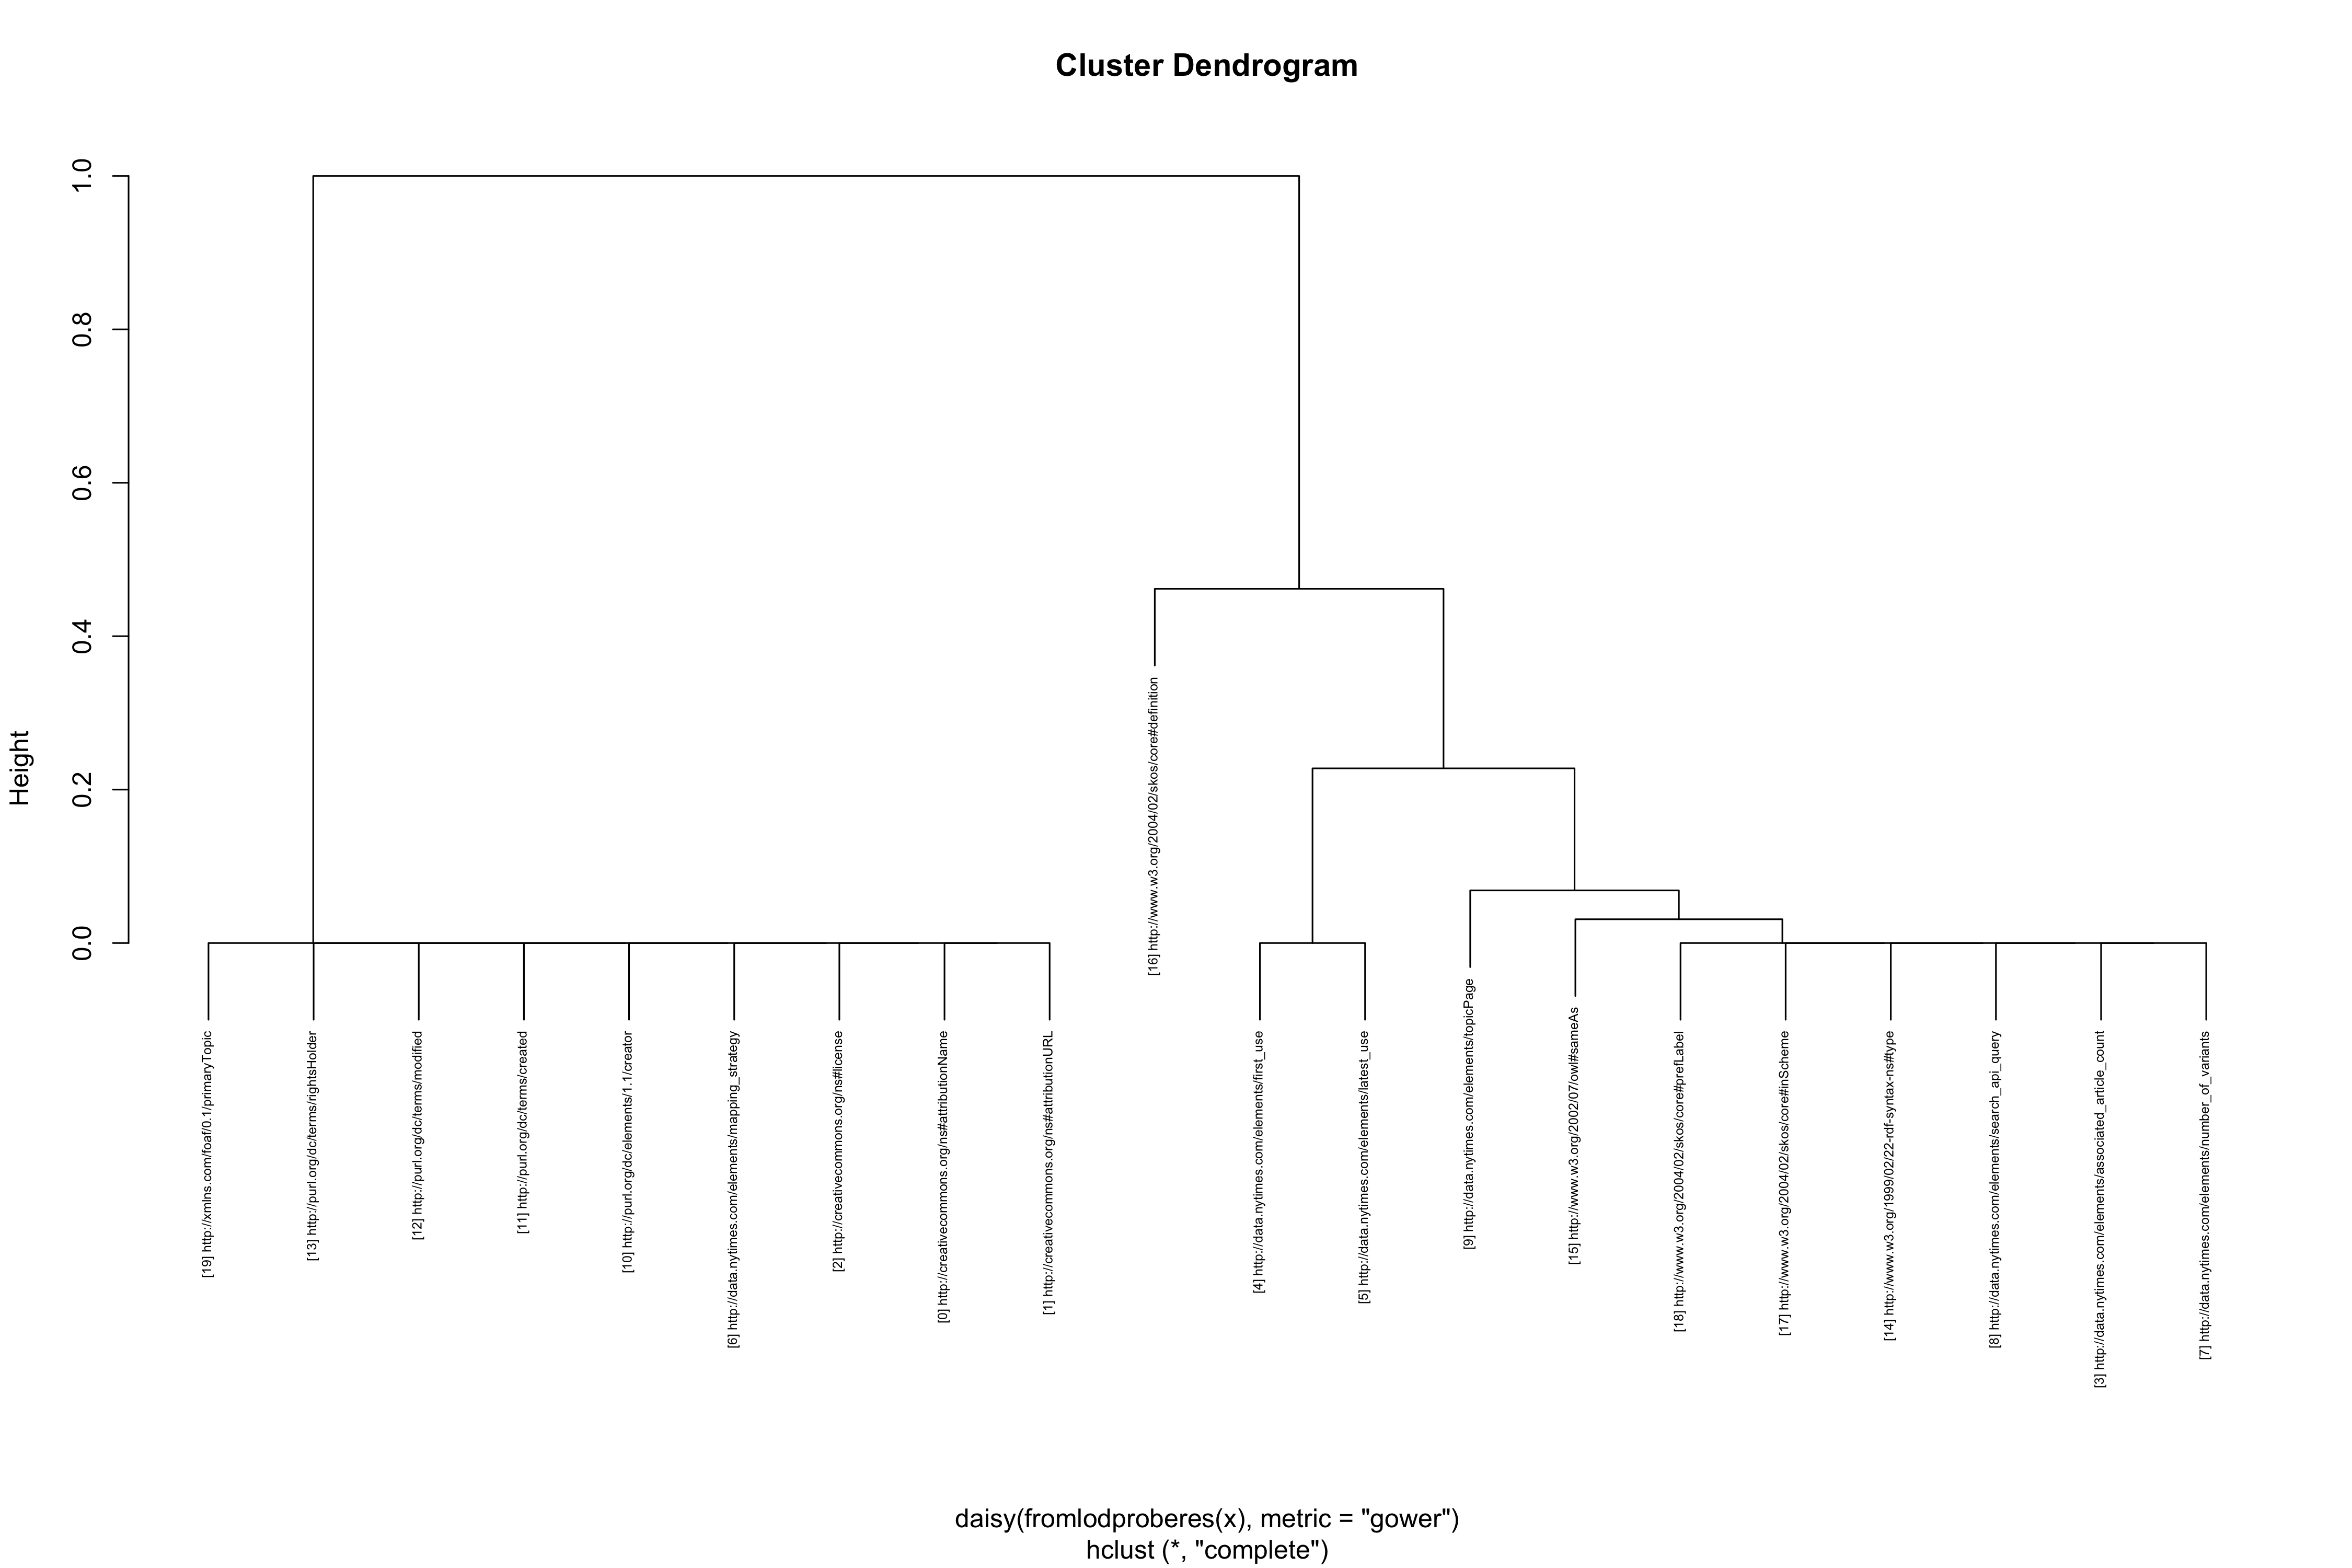 Cluster Dendrogram
Height
1.0
0.8
0.6
0.4
0.2
0.0
[19] http://xmlns.com/foaf/0.1/primaryTopic
[13] http://purl.org/dc/terms/rightsHolder
[12] http://purl.org/dc/terms/modified
[11] http://purl.org/dc/terms/created
[10] http://purl.org/dc/elements/1.1/creator
[6] http://data.nytimes.com/elements/mapping_strategy
[2] http://creativecommons.org/ns#license
[0] http://creativecommons.org/ns#attributionName
[1] http://creativecommons.org/ns#attributionURL
[16] http://www.w3.org/2004/02/skos/core#definition
[4] http://data.nytimes.com/elements/first_use
[5] http://data.nytimes.com/elements/latest_use
[9] http://data.nytimes.com/elements/topicPage
[15] http://www.w3.org/2002/07/owl#sameAs
[18] http://www.w3.org/2004/02/skos/core#prefLabel
[17] http://www.w3.org/2004/02/skos/core#inScheme
[14] http://www.w3.org/1999/02/22-rdf-syntax-ns#type
[8] http://data.nytimes.com/elements/search_api_query
[3] http://data.nytimes.com/elements/associated_article_count
[7] http://data.nytimes.com/elements/number_of_variants
daisy(fromlodproberes(x), metric = "gower")
hclust (*, "complete")